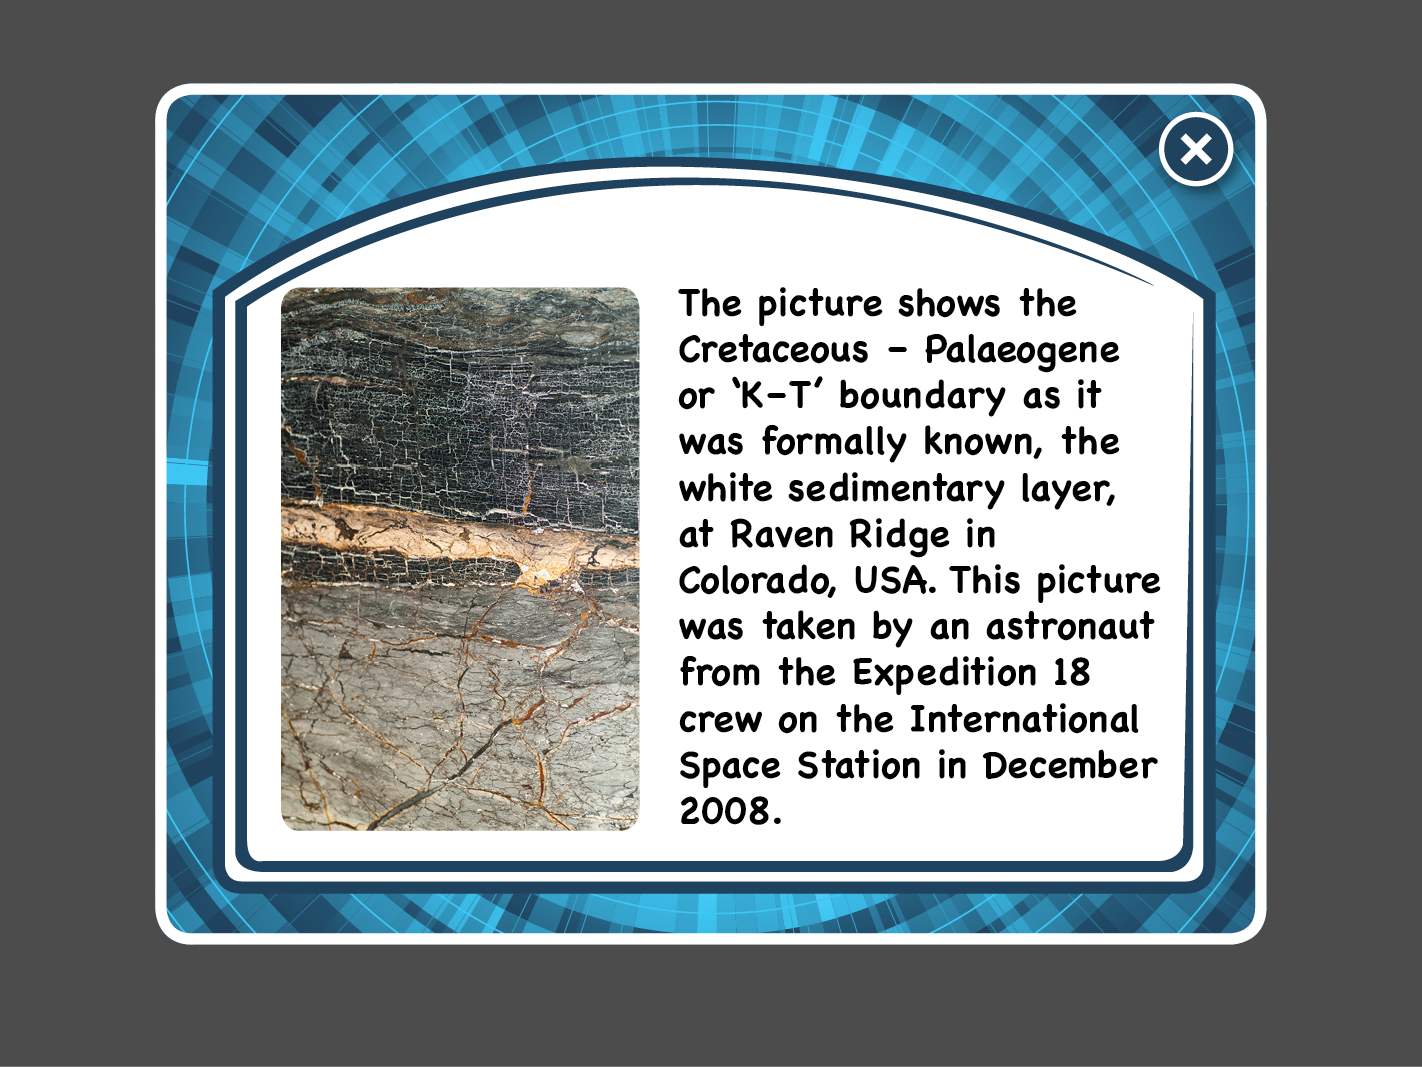 The picture shows the
Cretaceous – Palaeogene
or ‘K–T’ boundary as it
was formally known, the
white sedimentary layer,
at Raven Ridge in
Colorado, USA. This picture
was taken by an astronaut
from the Expedition 18
crew on the International
Space Station in December
2008.